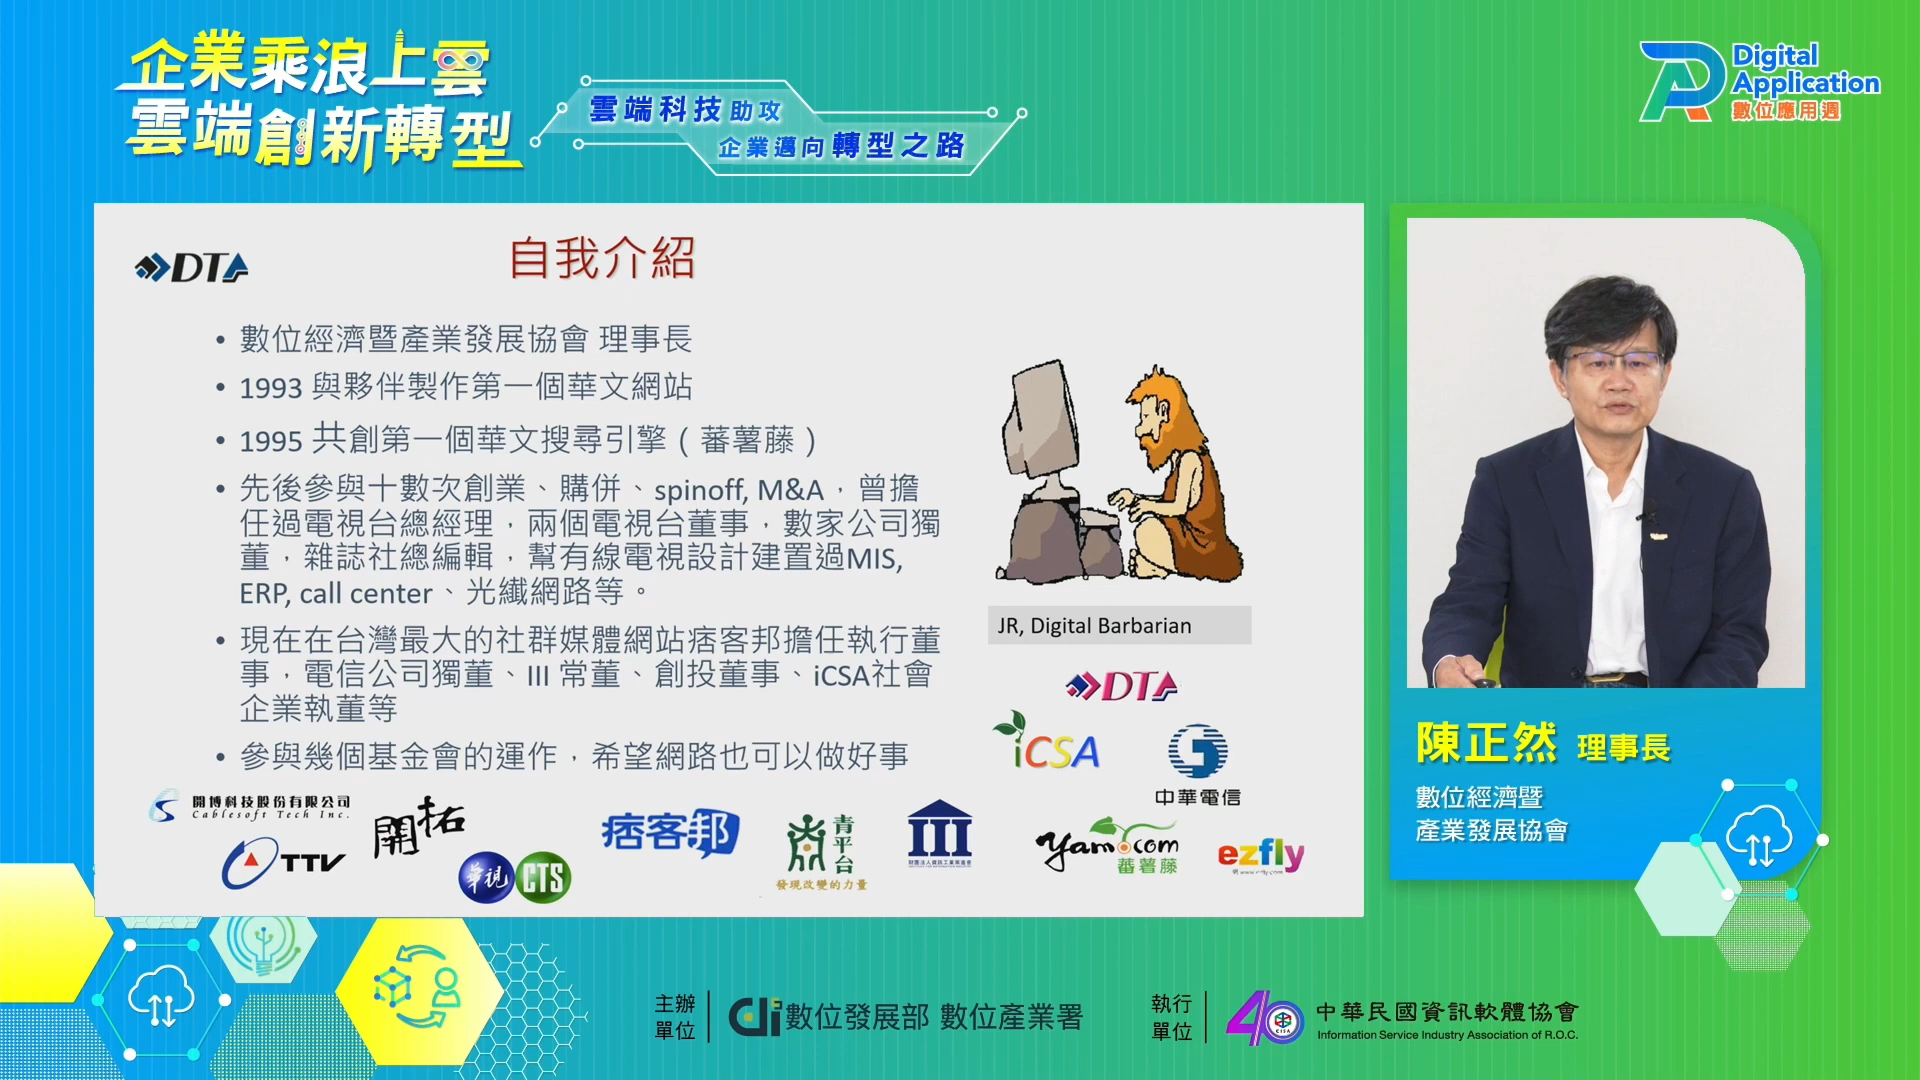 企業乘浪上雲
雲端創新轉型
雲端科技助攻
企業邁向轉型之路
Digital
Application
數位應用週
DTA
自我介紹
• 數位經濟暨產業發展協會 理事長
• 1993 與夥伴製作第一個華文網站
• 1995 共創第一個華文搜尋引擎（蕃薯藤）
• 先後參與十數次創業、購併、spinoff, M&A，曾擔
任過電視台總經理，兩個電視台董事，數家公司獨
董，雜誌社總編輯，幫有線電視設計建置過MIS,
ERP, call center、光纖網路等。
• 現在在台灣最大的社群媒體網站痞客邦擔任執行董
事，電信公司獨董、III 常董、創投董事、iCSA社會
企業執董等
• 參與幾個基金會的運作，希望網路也可以做好事
JR, Digital Barbarian
DTA
iCSA
中華電信
開博科技股份有限公司
Cablesoft Tech Inc.
TTV
開拓
華視 CTS
痞客邦
青平台
發現改變的力量
III
財團法人資訊工業策進會
yam.com
蕃薯藤
ezfly
陳正然 理事長
數位經濟暨
產業發展協會
主辦
單位
數位發展部 數位產業署
執行
單位
40
CISA
中華民國資訊軟體協會
Information Service Industry Association of R.O.C.